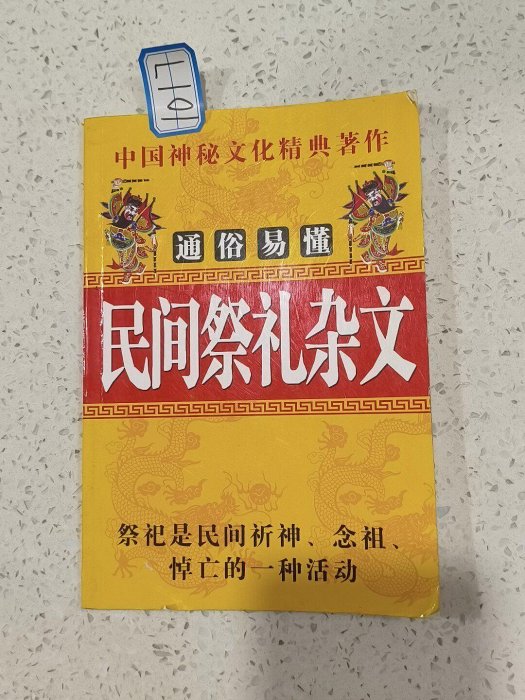 L191
中国神秘文化精典著作
通俗易懂
民间祭礼杂文
祭祀是民间祈神、念祖、
悼亡的一种活动